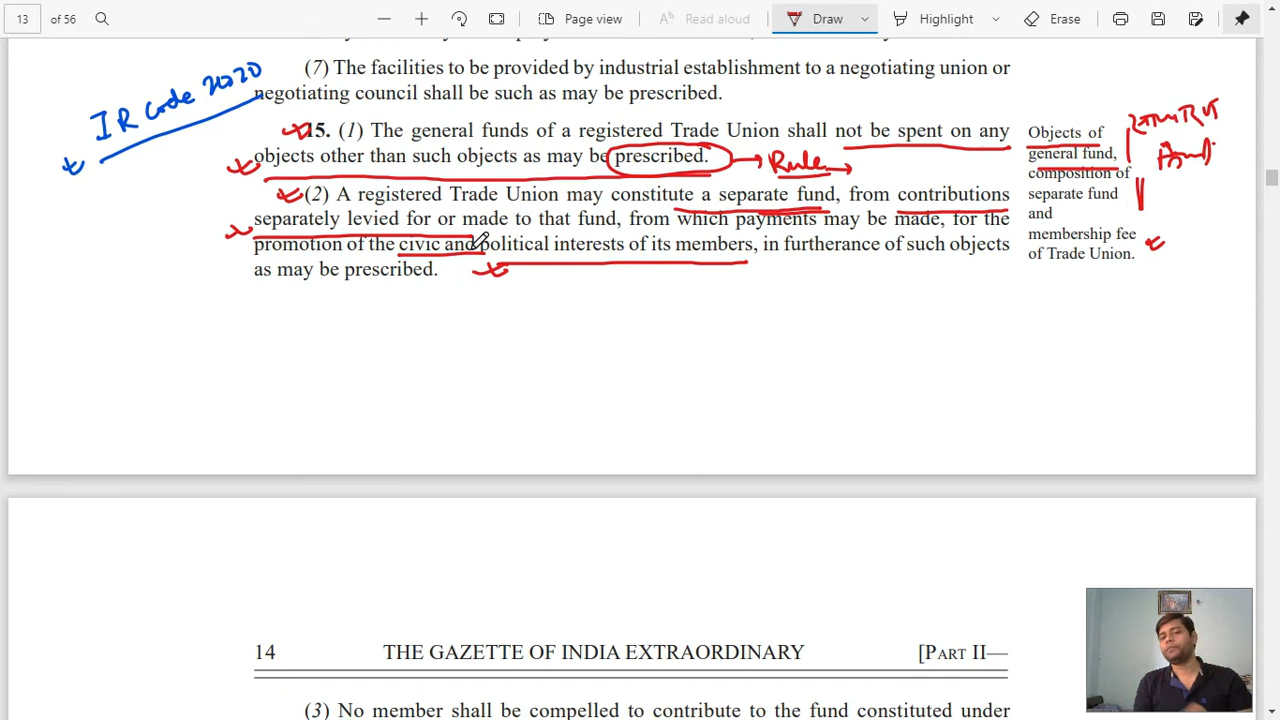 13 of 56
Page view
Read aloud
Draw
Highlight
Erase
(7) The facilities to be provided by industrial establishment to a negotiating union or
negotiating council shall be such as may be prescribed.
IR Code 2020
15. (1) The general funds of a registered Trade Union shall not be spent on any
objects other than such objects as may be prescribed.
Rule
(2) A registered Trade Union may constitute a separate fund, from contributions
separately levied for or made to that fund, from which payments may be made, for the
promotion of the civic and political interests of its members, in furtherance of such objects
as may be prescribed.
Objects of
general fund,
composition of
separate fund
and
membership fee
of Trade Union.
14 THE GAZETTE OF INDIA EXTRAORDINARY [PART II—
(3) No member shall be compelled to contribute to the fund constituted under